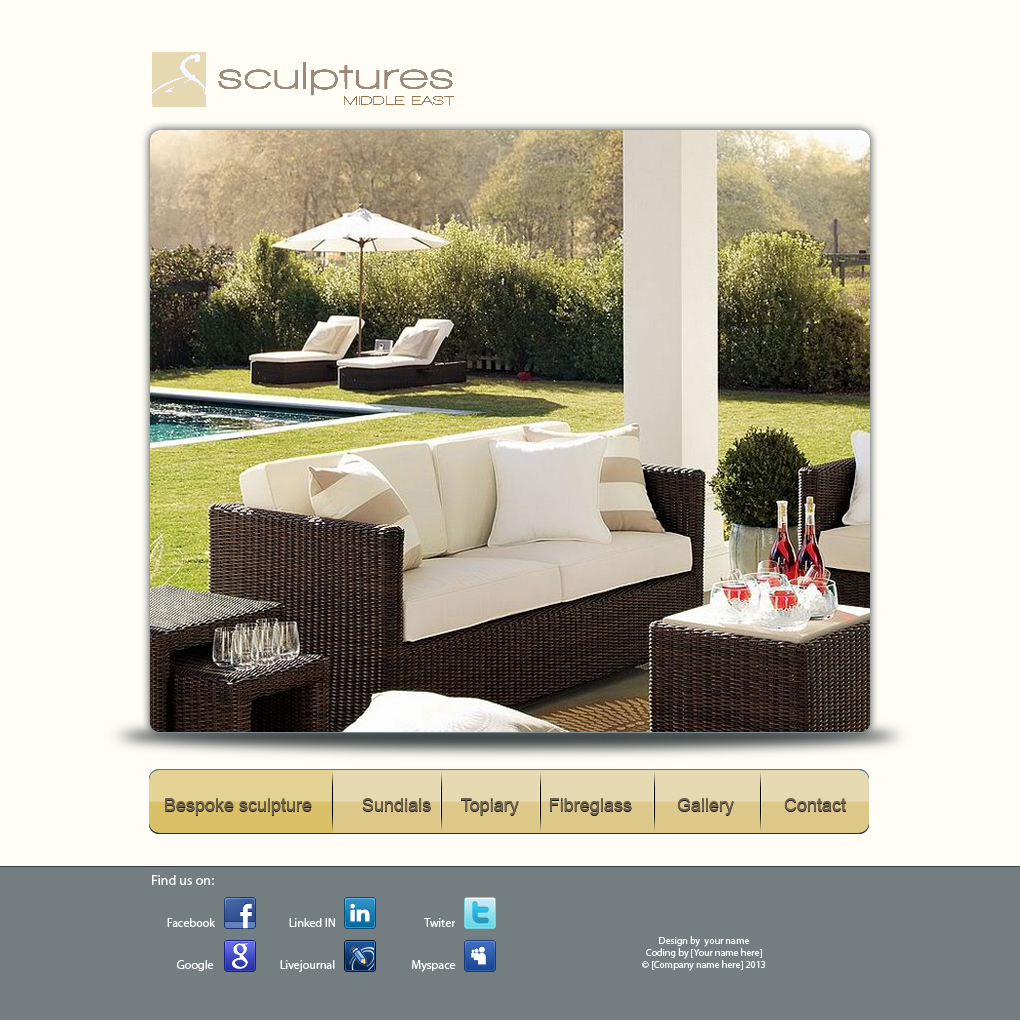 sculptures
MIDDLE EAST
Bespoke sculpture
Sundials
Topiary
Fibreglass
Gallery
Contact
Find us on:
Facebook
Linked IN
Twiter
Google
Livejournal
Myspace
Design by your name
Coding by [Your name here]
© [Company name here] 2013